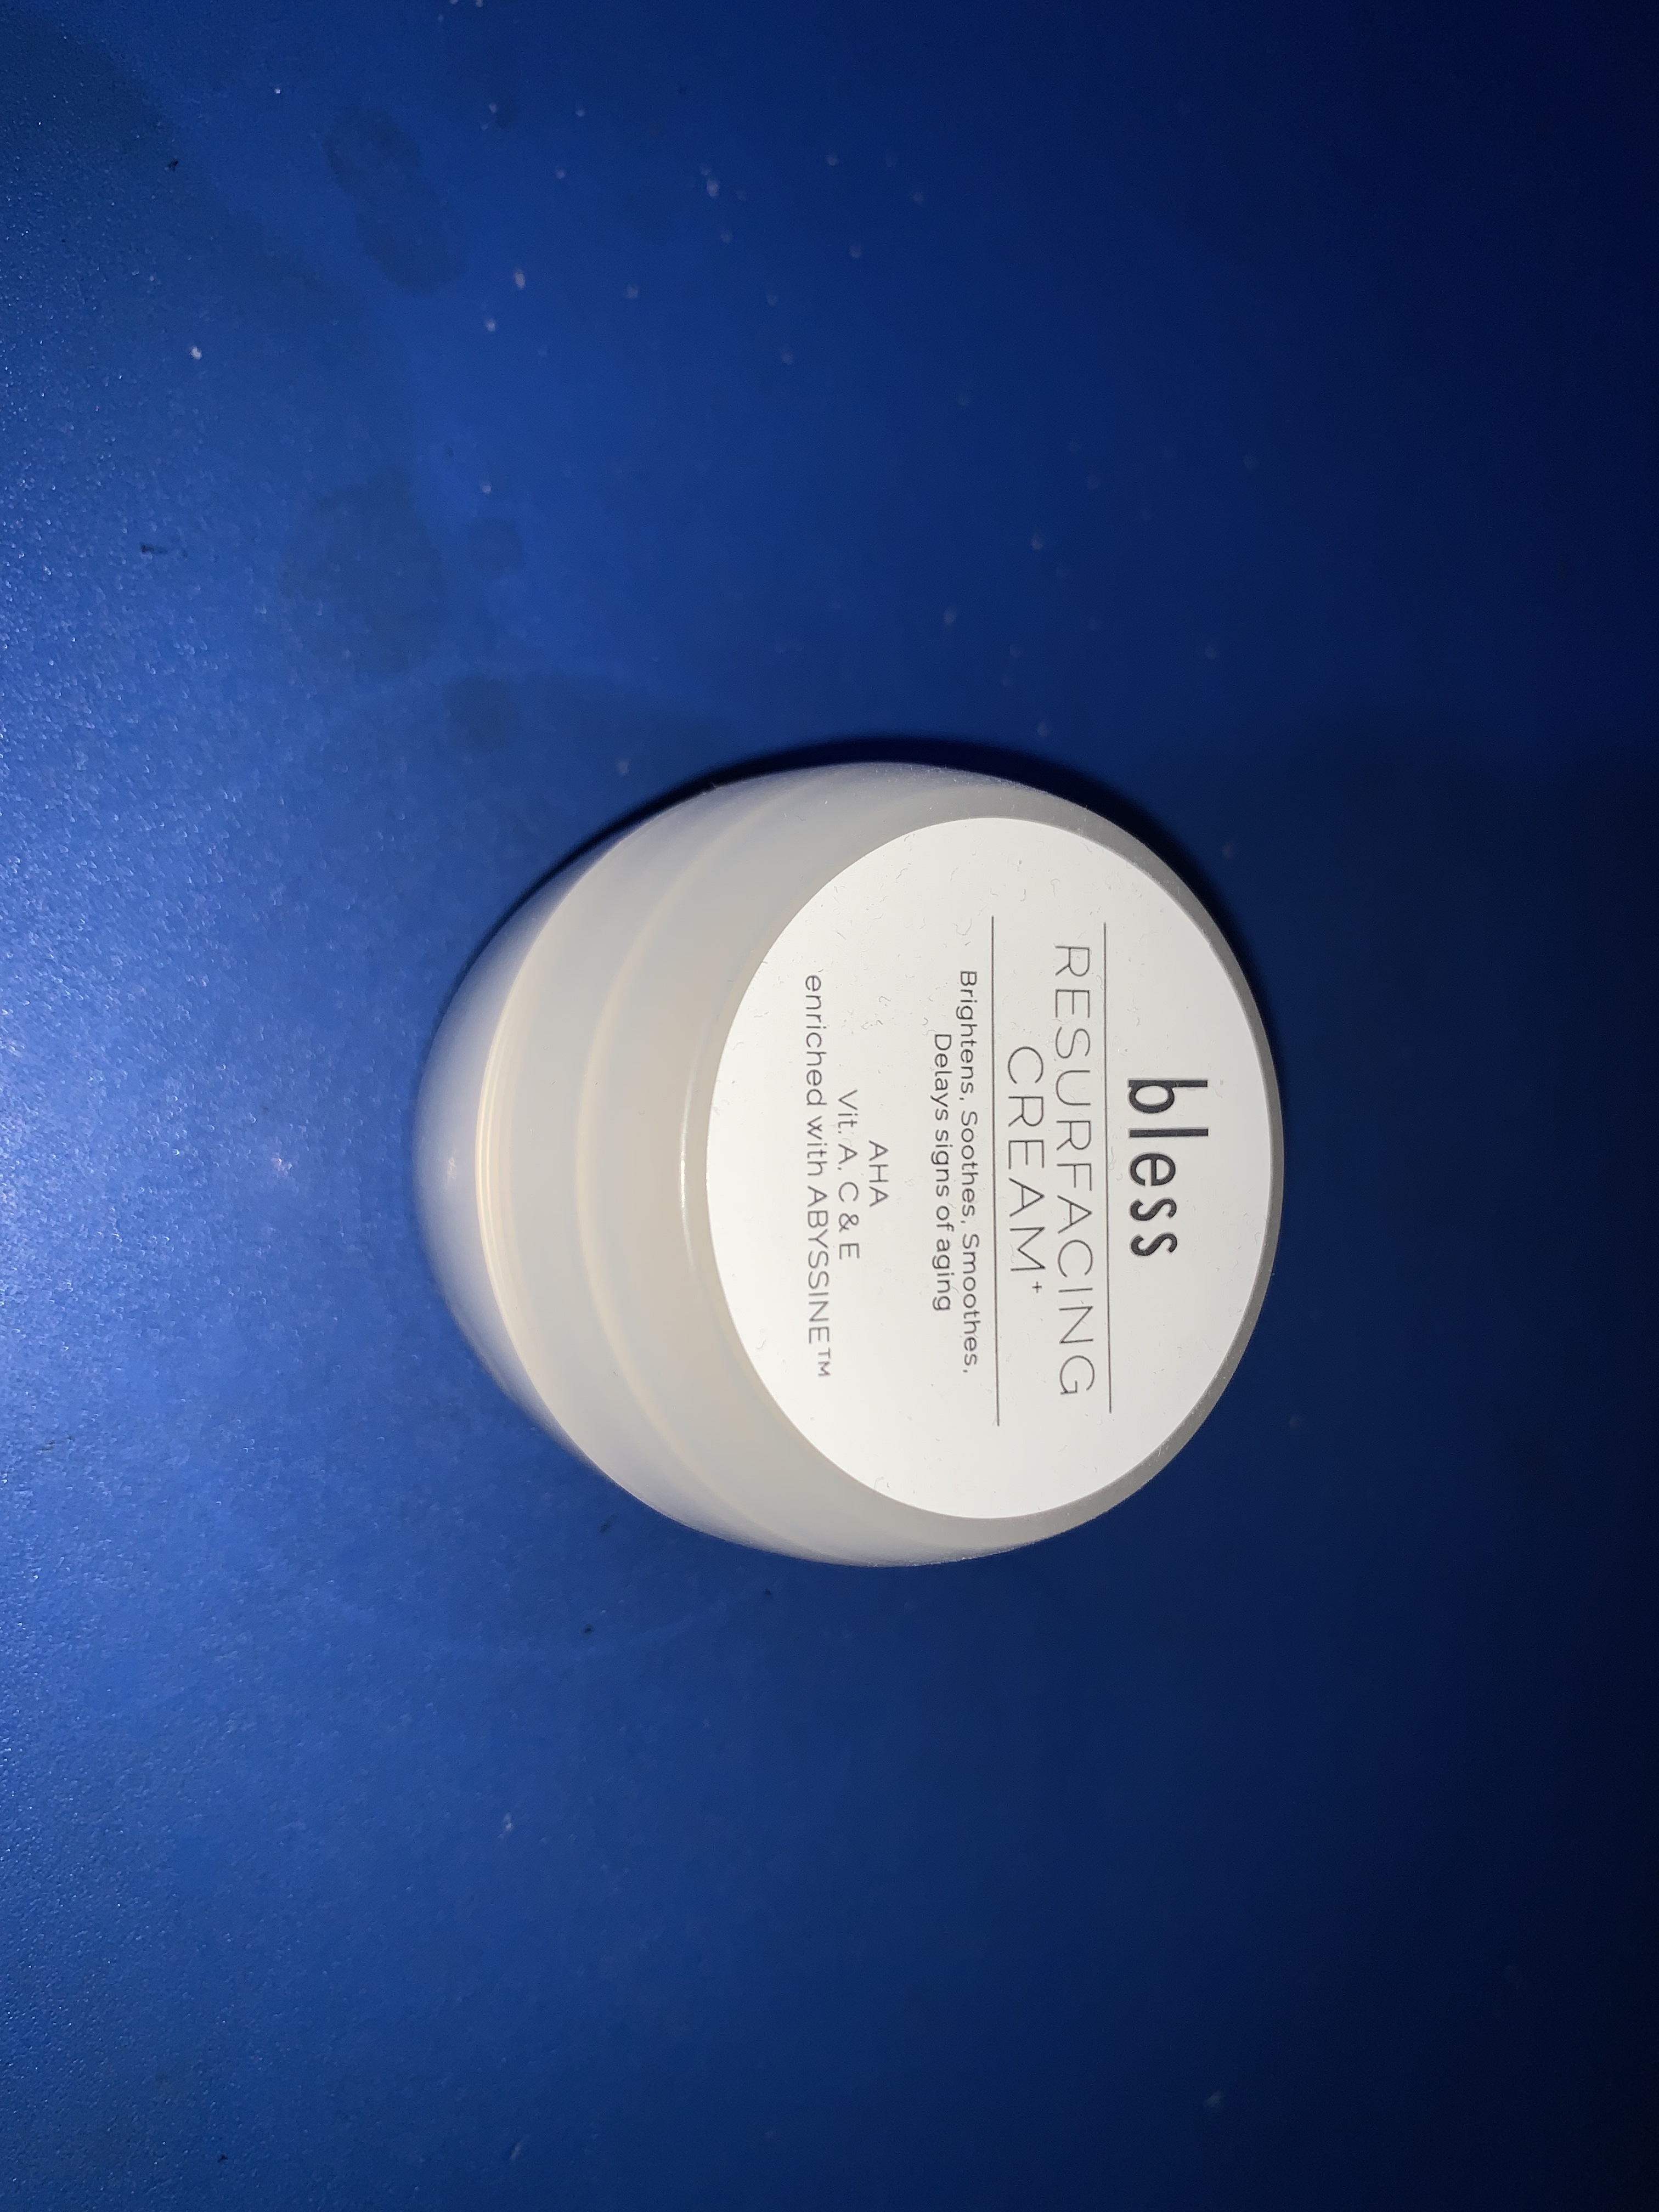 bless
RESURFACING
CREAM+
Brightens, Soothes, Smoothes,
Delays signs of aging
AHA
Vit. A, C & E
enriched with ABYSSINE™